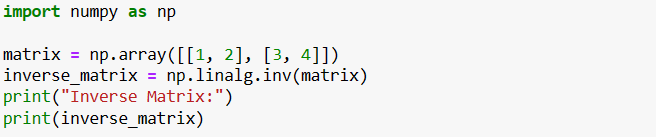 import numpy as np
matrix = np.array([[1, 2], [3, 4]])
inverse_matrix = np.linalg.inv(matrix)
print("Inverse Matrix:")
print(inverse_matrix)